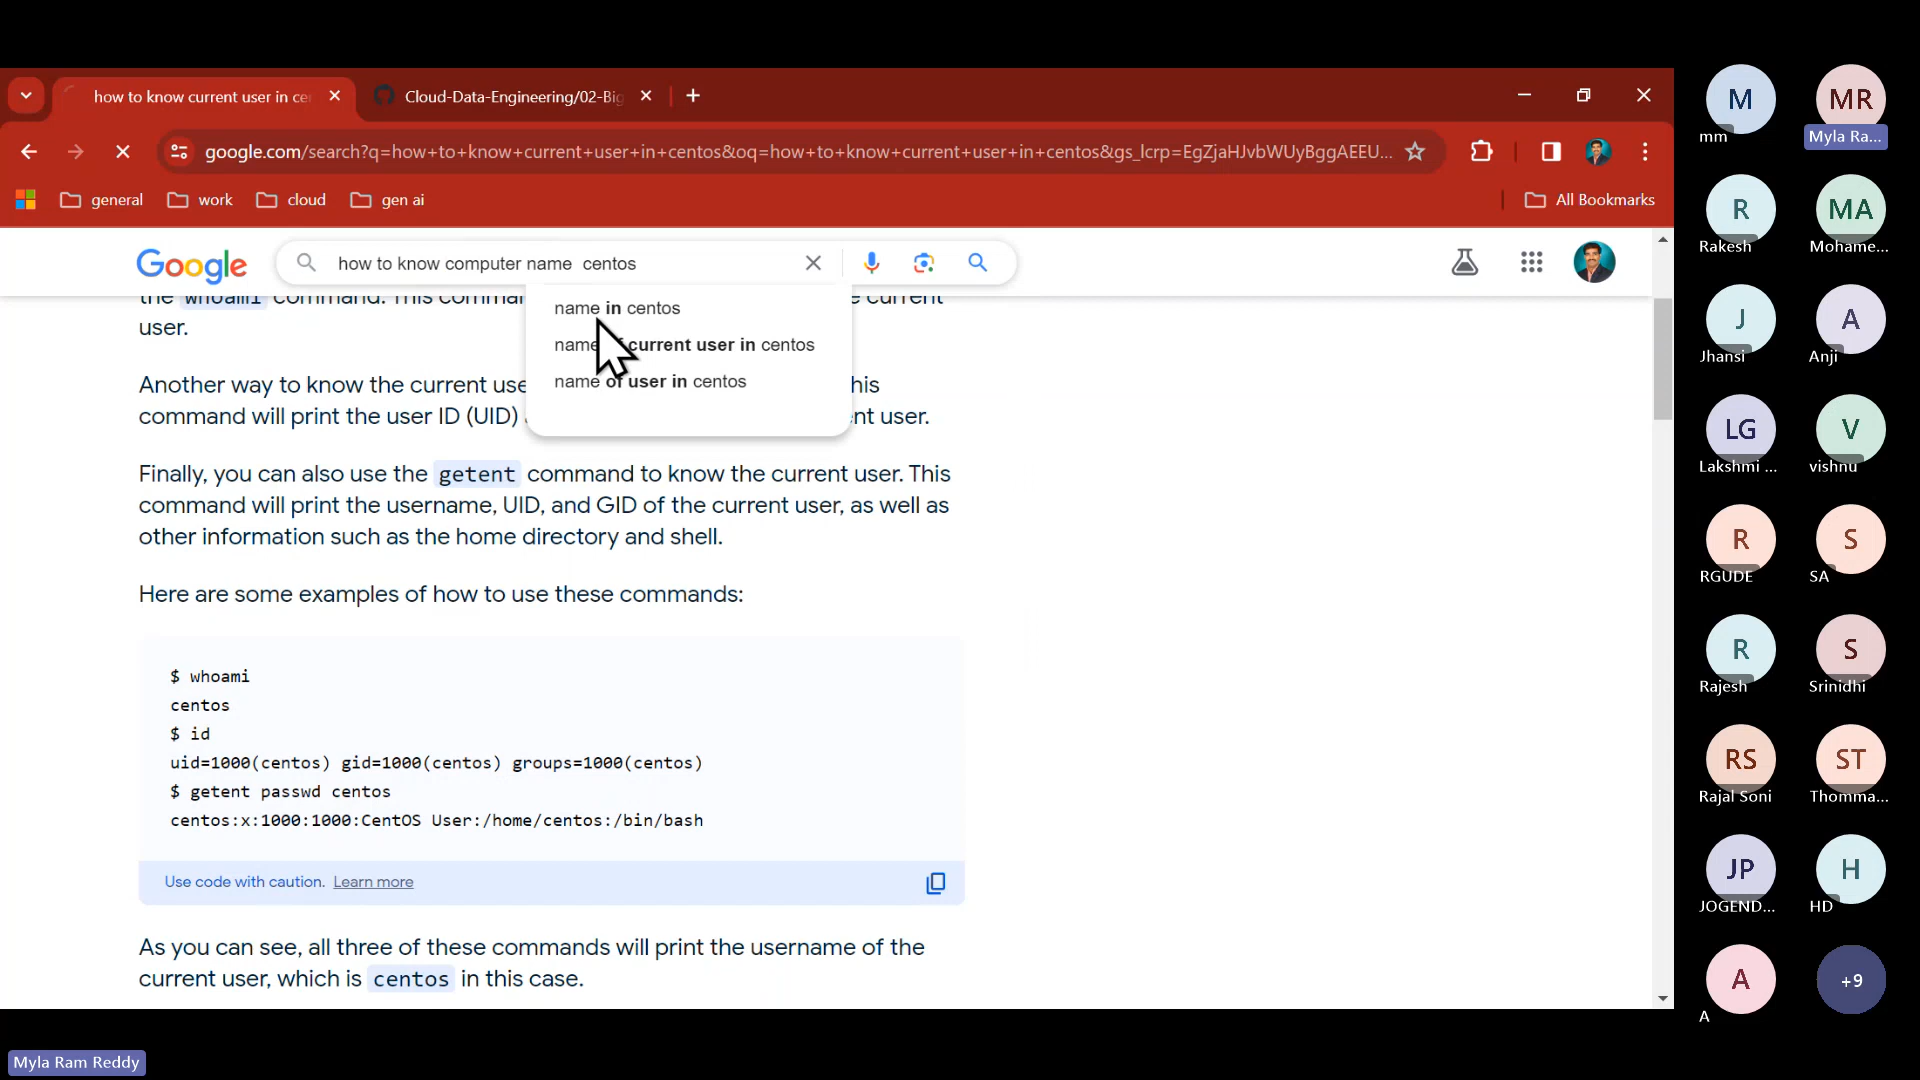 how to know current user in ce
Cloud-Data-Engineering/02-Big
google.com/search?q=how+to+know+current+user+in+centos&oq=how+to+know+current+user+in+centos&gs_lcrp=EgZjaHJvbWUyBggAEEU...
general
work
cloud
gen ai
All Bookmarks
Google
how to know computer name  centos
name in centos
name of current user in centos
name of user in centos
the whoami command. This comman
e current
user.
Another way to know the current use
his
command will print the user ID (UID)
nt user.
Finally, you can also use the getent command to know the current user. This
command will print the username, UID, and GID of the current user, as well as
other information such as the home directory and shell.
Here are some examples of how to use these commands:
$ whoami
centos
$ id
uid=1000(centos) gid=1000(centos) groups=1000(centos)
$ getent passwd centos
centos:x:1000:1000:CentOS User:/home/centos:/bin/bash
Use code with caution. Learn more
As you can see, all three of these commands will print the username of the
current user, which is centos in this case.
M
mm
MR
Myla Ra...
R
Rakesh
MA
Mohame...
J
Jhansi
A
Anji
LG
Lakshmi ...
V
vishnu
R
RGUDE
S
SA
R
Rajesh
S
Srinidhi
RS
Rajal Soni
ST
Thomma...
JP
JOGEND...
H
HD
A
A
+9
Myla Ram Reddy